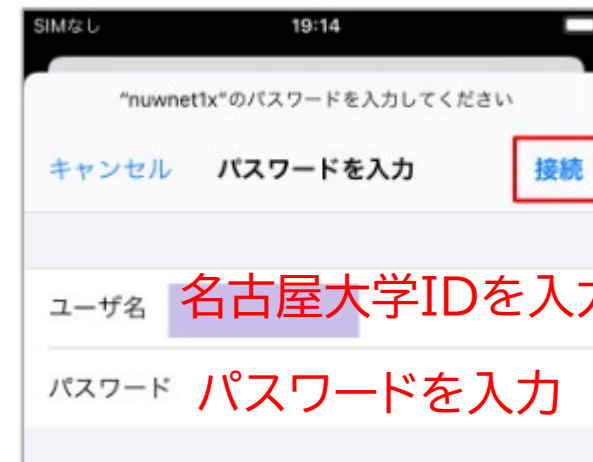 SIMなし 19:14
"nuwnet1x"のパスワードを入力してください
キャンセル パスワードを入力 接続
ユーザ名 名古屋大学IDを入
パスワード パスワードを入力